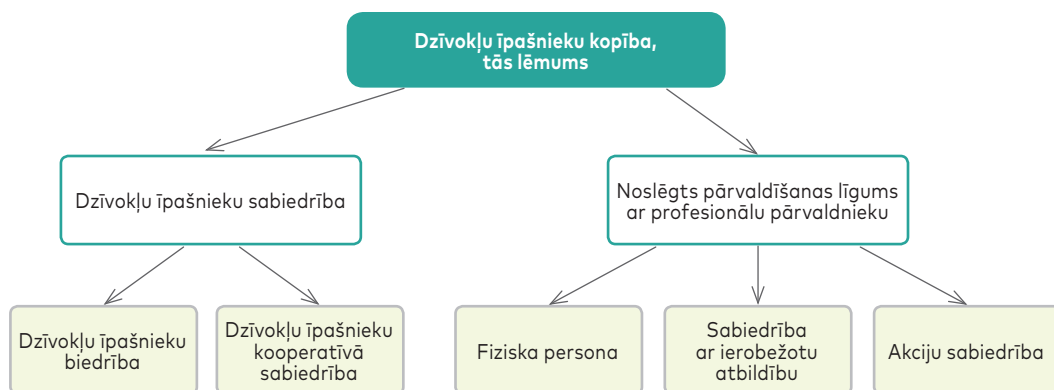 Dzīvokļu īpašnieku kopība,
tās lēmums
Dzīvokļu īpašnieku sabiedrība
Noslēgts pārvaldīšanas līgums
ar profesionālu pārvaldnieku
Dzīvokļu īpašnieku
biedrība
Dzīvokļu īpašnieku
kooperatīvā
sabiedrība
Fiziska persona
Sabiedrība
ar ierobežotu
atbildību
Akciju sabiedrība